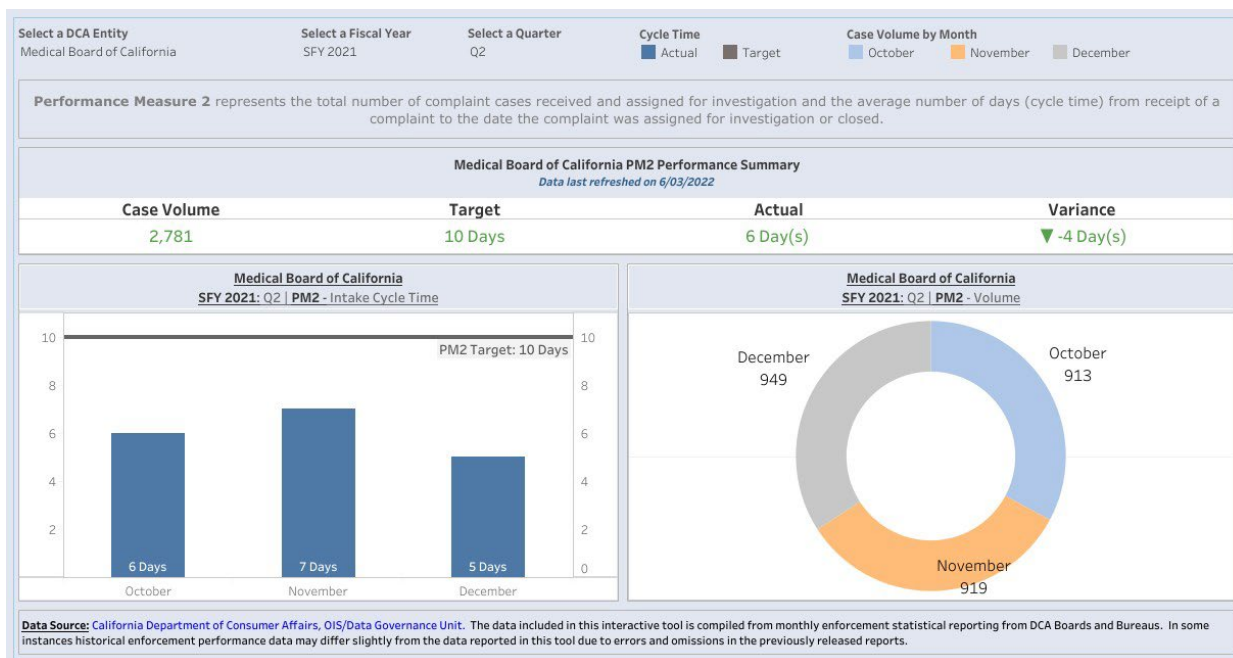 Select a DCA Entity
Medical Board of California
Select a Fiscal Year
SFY 2021
Select a Quarter
Q2
Cycle Time
Actual Target
Case Volume by Month
October November December
Performance Measure 2 represents the total number of complaint cases received and assigned for investigation and the average number of days (cycle time) from receipt of a
complaint to the date the complaint was assigned for investigation or closed.
Medical Board of California PM2 Performance Summary
Data last refreshed on 6/03/2022
Case Volume Target Actual Variance
2,781 10 Days 6 Day(s) ▼ -4 Day(s)
Medical Board of California
SFY 2021: Q2 | PM2 - Intake Cycle Time
10
8
6
4
2
PM2 Target: 10 Days
10
8
6
4
2
0
6 Days 7 Days 5 Days
October November December
Medical Board of California
SFY 2021: Q2 | PM2 - Volume
December
949
October
913
November
919
Data Source: California Department of Consumer Affairs, OIS/Data Governance Unit. The data included in this interactive tool is compiled from monthly enforcement statistical reporting from DCA Boards and Bureaus. In some
instances historical enforcement performance data may differ slightly from the data reported in this tool due to errors and omissions in the previously released reports.